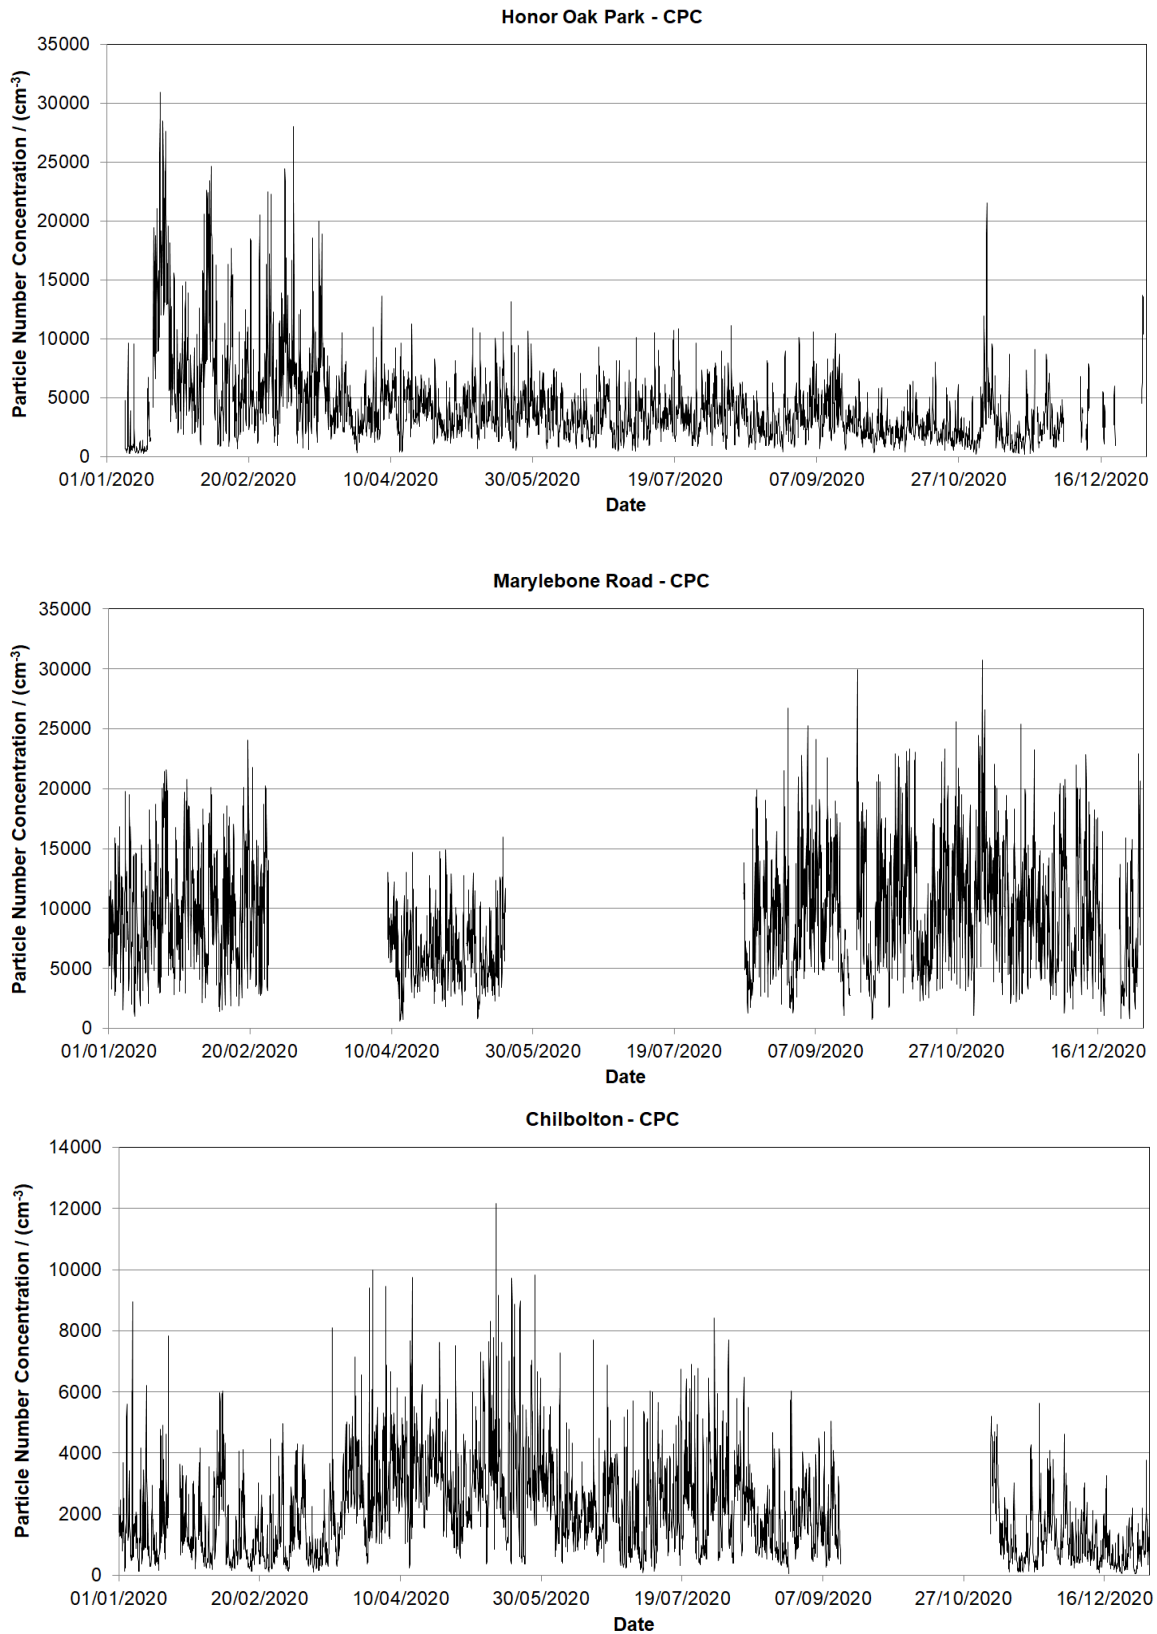 Honor Oak Park - CPC
Particle Number Concentration / (cm⁻³)
35000
30000
25000
20000
15000
10000
5000
0
01/01/2020 20/02/2020 10/04/2020 30/05/2020 19/07/2020 07/09/2020 27/10/2020 16/12/2020
Date
Marylebone Road - CPC
Particle Number Concentration / (cm⁻³)
35000
30000
25000
20000
15000
10000
5000
0
01/01/2020 20/02/2020 10/04/2020 30/05/2020 19/07/2020 07/09/2020 27/10/2020 16/12/2020
Date
Chilbolton - CPC
Particle Number Concentration / (cm⁻³)
14000
12000
10000
8000
6000
4000
2000
0
01/01/2020 20/02/2020 10/04/2020 30/05/2020 19/07/2020 07/09/2020 27/10/2020 16/12/2020
Date